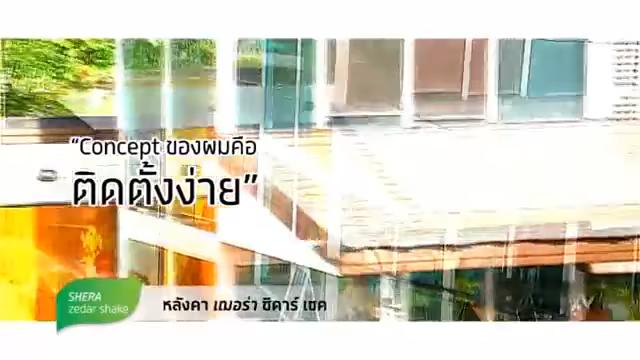 “Concept ของผมคือ
ติดตั้งง่าย”
SHERA
zedar shake
หลังคา เฌอร่า ซีดาร์ เชค